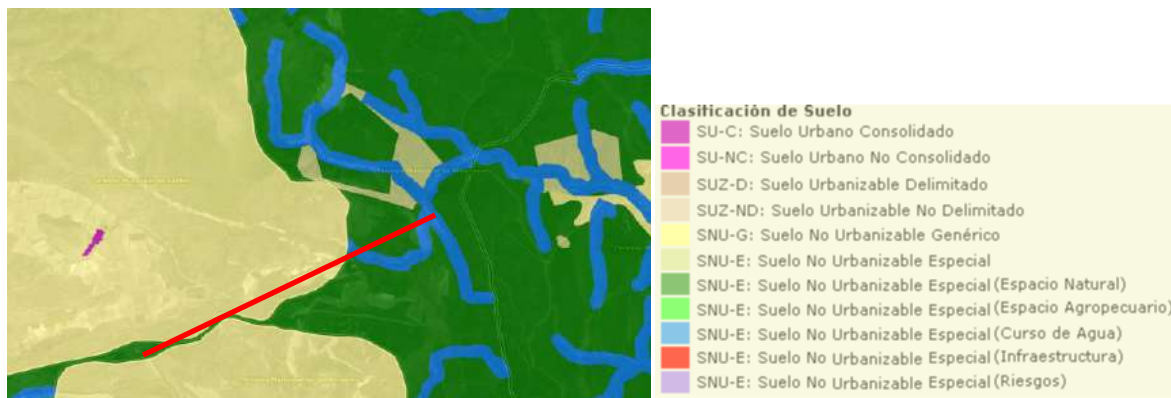 Clasificación de Suelo
SU-C: Suelo Urbano Consolidado
SU-NC: Suelo Urbano No Consolidado
SUZ-D: Suelo Urbanizable Delimitado
SUZ-ND: Suelo Urbanizable No Delimitado
SNU-G: Suelo No Urbanizable Genérico
SNU-E: Suelo No Urbanizable Especial
SNU-E: Suelo No Urbanizable Especial (Espacio Natural)
SNU-E: Suelo No Urbanizable Especial (Espacio Agropecuario)
SNU-E: Suelo No Urbanizable Especial (Curso de Agua)
SNU-E: Suelo No Urbanizable Especial (Infraestructura)
SNU-E: Suelo No Urbanizable Especial (Riesgos)